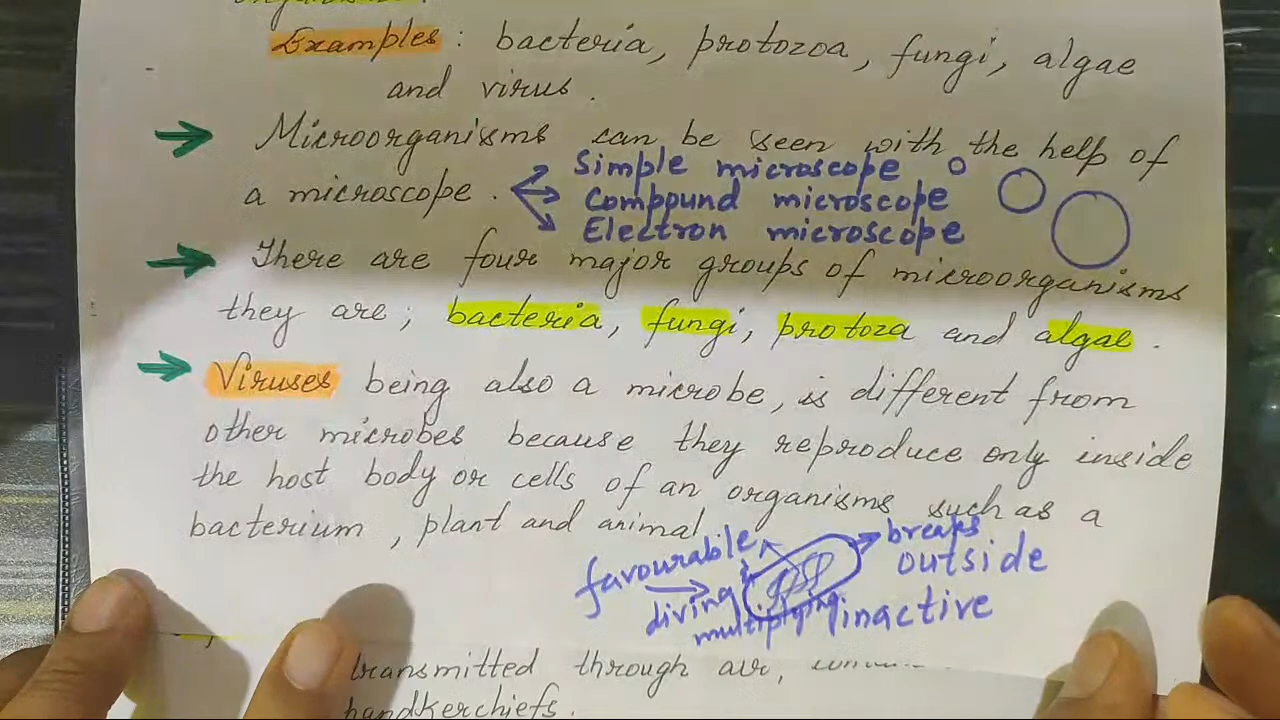 Examples : bacteria, protozoa, fungi, algae
and virus.
→ Microorganisms can be seen with the help of
a microscope.
Simple microscope
Comppund microscope
Electron microscope
→ There are four major groups of microorganisms
they are; bacteria, fungi, protoza and algae.
→ Viruses being also a microbe, is different from
other microbes because they reproduce only inside
the host body or cells of an organisms such as a
bacterium, plant and animal
favourable
breaks
outside
diving
multiplying
inactive
transmitted through air,
handkerchiefs.